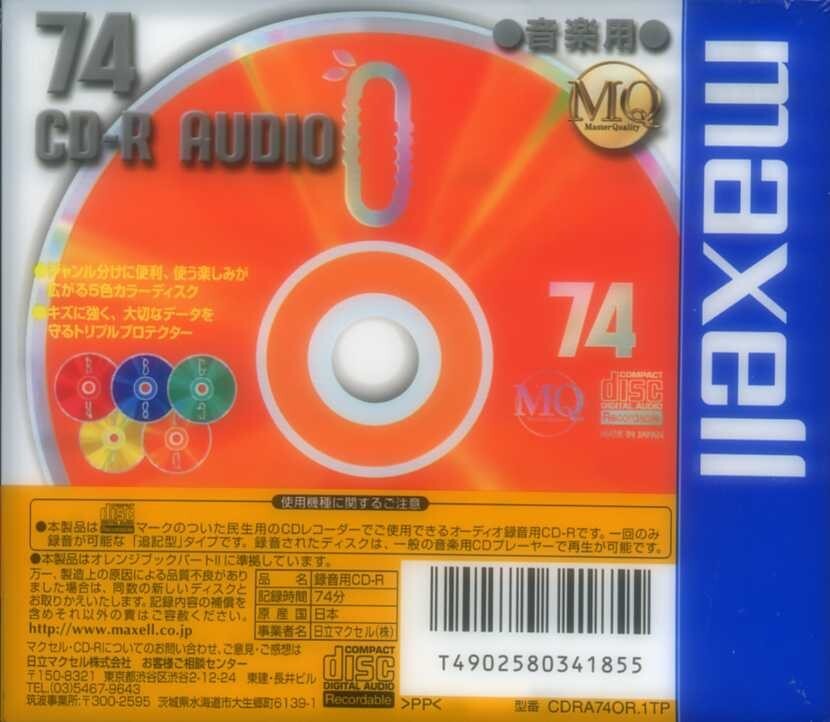 74
CD-R AUDIO
●音楽用●
MQ
Master Quality
maxell
●ジャンル分けに便利、使う楽しみが
広がる5色カラーディスク
●キズに強く、大切なデータを
守るトリプルプロテクター
74
MQ
COMPACT
disc
DIGITAL AUDIO
Recordable
MADE IN JAPAN
使用機種に関するご注意
●本製品は COMPACT disc DIGITAL AUDIO Recordable マークのついた民生用のCDレコーダーでご使用できるオーディオ録音用CD-Rです。一回のみ
録音が可能な「追記型」タイプです。録音されたディスクは、一般の音楽用CDプレーヤーで再生が可能です。
●本製品はオレンジブックパートIIに準拠しています。
万一、製造上の原因による品質不良があり
ました場合は、同数の新しいディスクと
お取りかえいたします。記録内容の補償を
含めそれ以外の責はご容赦ください。
http://www.maxell.co.jp
品 名 録音用CD-R
記録時間 74分
原産国 日本
事業者名 日立マクセル(株)
マクセル・CD-Rについてのお問い合わせ、ご意見・ご感想は
日立マクセル株式会社 お客様ご相談センター
〒150-8321 東京都渋谷区渋谷2-12-24 東建・長井ビル
TEL.(03)5467-9643
筑波事業所:〒300-2595 茨城県水海道市大生郷町6139-1
COMPACT
disc
DIGITAL AUDIO
Recordable
T4902580341855
>PP<
型番 CDRA74OR.1TP